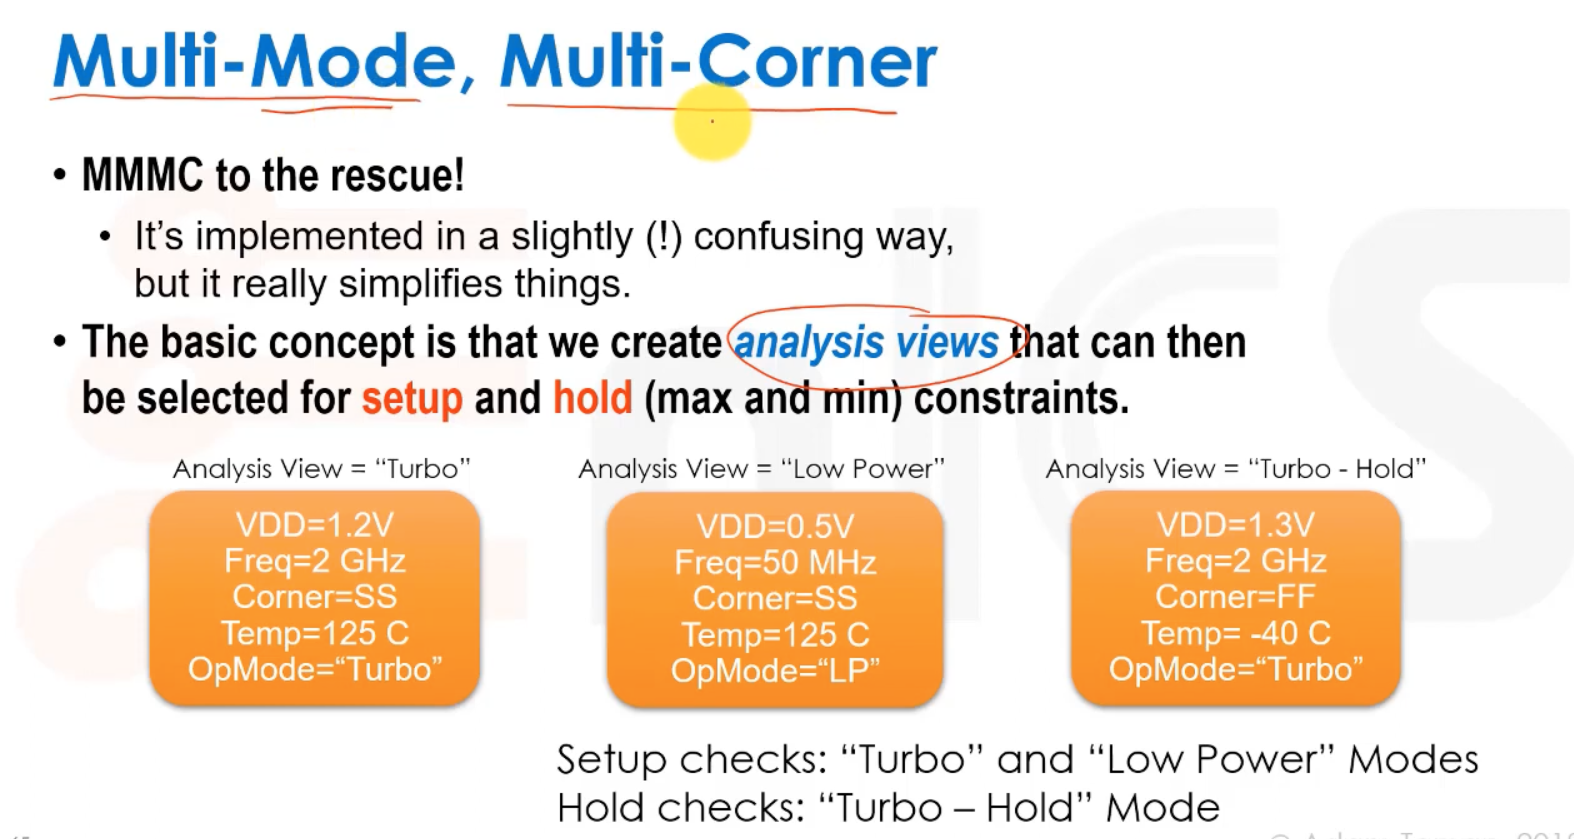 Multi-Mode, Multi-Corner
• MMMC to the rescue!
• It's implemented in a slightly (!) confusing way,
but it really simplifies things.
• The basic concept is that we create analysis views that can then
be selected for setup and hold (max and min) constraints.
Analysis View = “Turbo”
VDD=1.2V
Freq=2 GHz
Corner=SS
Temp=125 C
OpMode=“Turbo”
Analysis View = “Low Power”
VDD=0.5V
Freq=50 MHz
Corner=SS
Temp=125 C
OpMode=“LP”
Analysis View = “Turbo - Hold”
VDD=1.3V
Freq=2 GHz
Corner=FF
Temp= -40 C
OpMode=“Turbo”
Setup checks: “Turbo” and “Low Power” Modes
Hold checks: “Turbo – Hold” Mode